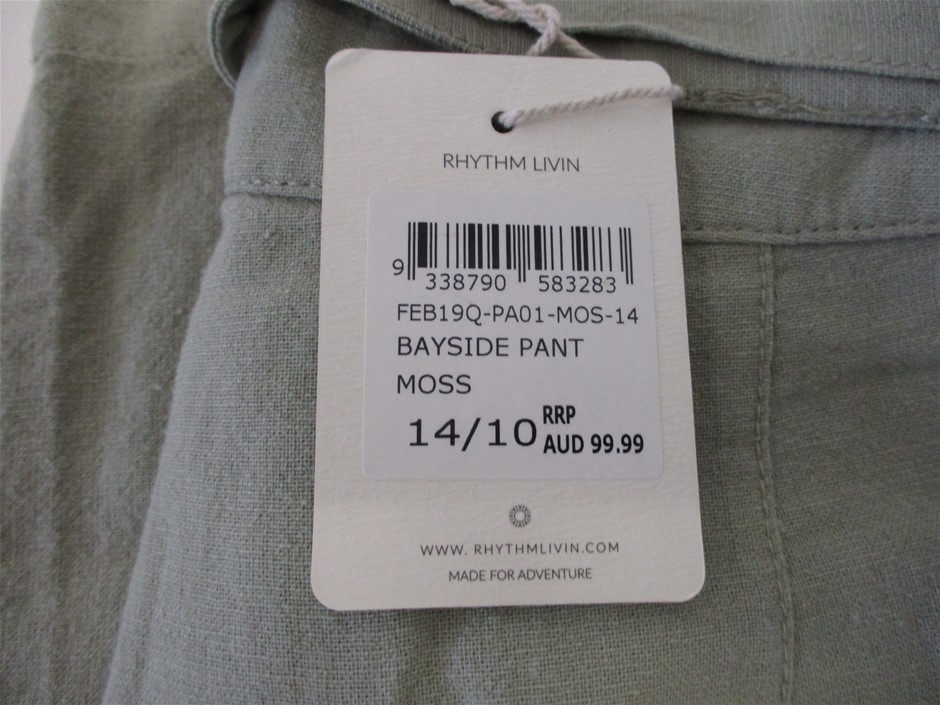 RHYTHM LIVIN
9 338790 583283
FEB19Q-PA01-MOS-14
BAYSIDE PANT
MOSS
14/10 RRP
AUD 99.99
WWW. RHYTHMLIVIN.COM
MADE FOR ADVENTURE